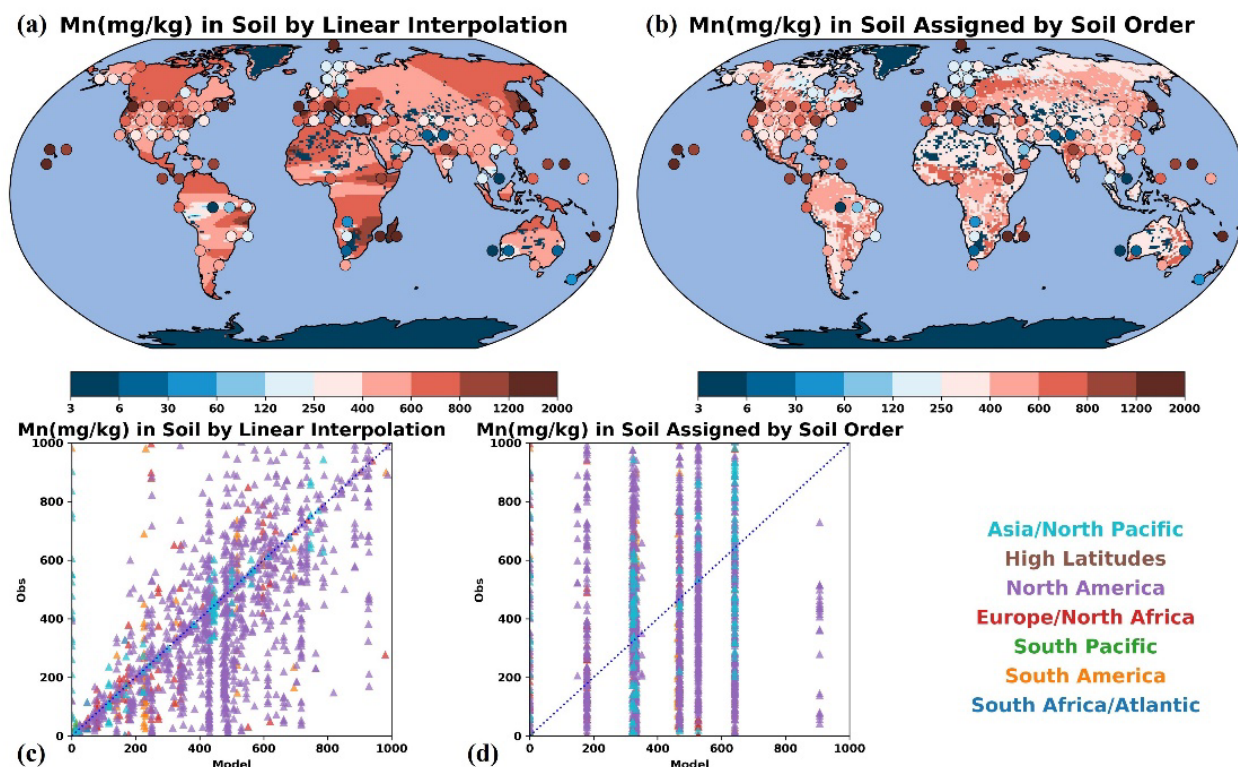 (a) Mn(mg/kg) in Soil by Linear Interpolation
(b) Mn(mg/kg) in Soil Assigned by Soil Order
3 6 30 60 120 250 400 600 800 1200 2000
3 6 30 60 120 250 400 600 800 1200 2000
Mn(mg/kg) in Soil by Linear Interpolation
1000
800
600
400
200
0
Obs
0 200 400 600 800 1000
Model
(c)
Mn(mg/kg) in Soil Assigned by Soil Order
1000
800
600
400
200
0
Obs
0 200 400 600 800 1000
Model
(d)
Asia/North Pacific
High Latitudes
North America
Europe/North Africa
South Pacific
South America
South Africa/Atlantic